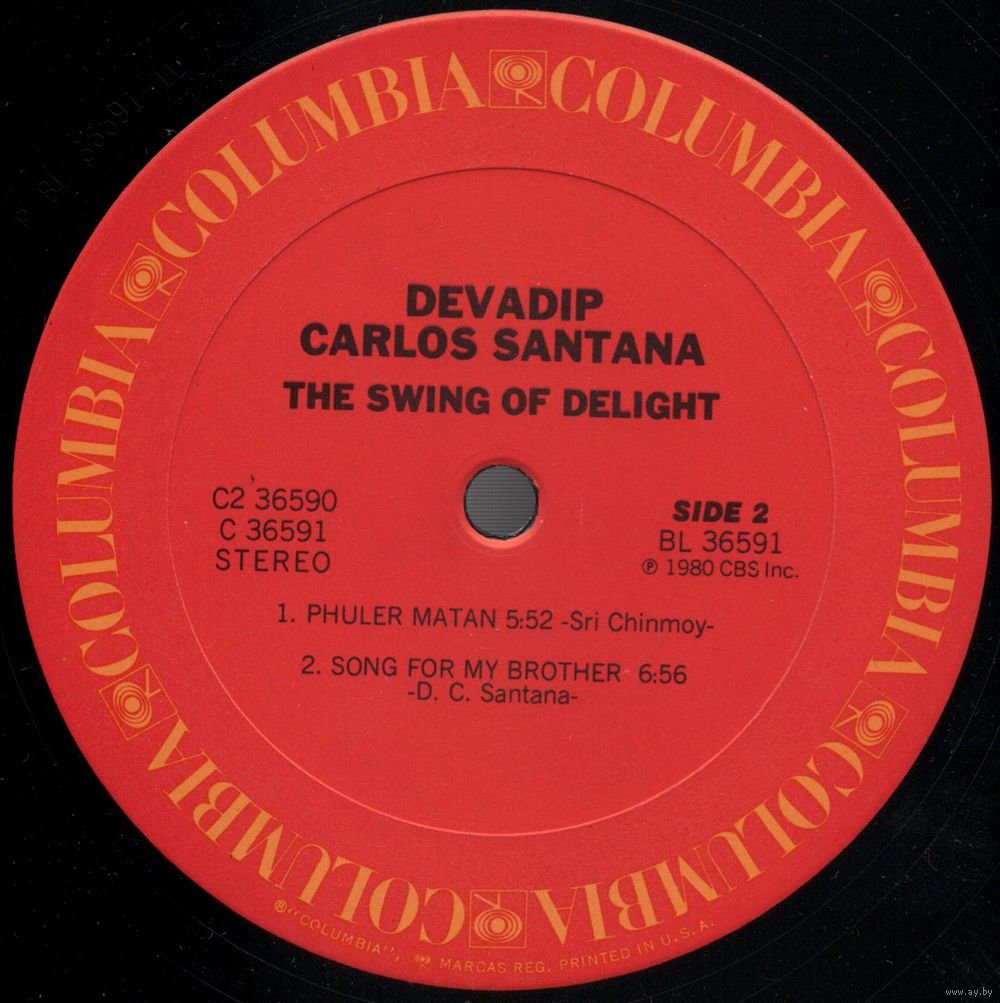 COLUMBIA COLUMBIA COLUMBIA COLUMBIA COLUMBIA COLUMBIA COLUMBIA COLUMBIA
DEVADIP
CARLOS SANTANA
THE SWING OF DELIGHT
C2 36590
C 36591
STEREO
SIDE 2
BL 36591
℗ 1980 CBS Inc.
1. PHULER MATAN 5:52 -Sri Chinmoy-
2. SONG FOR MY BROTHER 6:56
-D. C. Santana-
®"COLUMBIA", MARCAS REG. PRINTED IN U.S.A.
www.ay.by